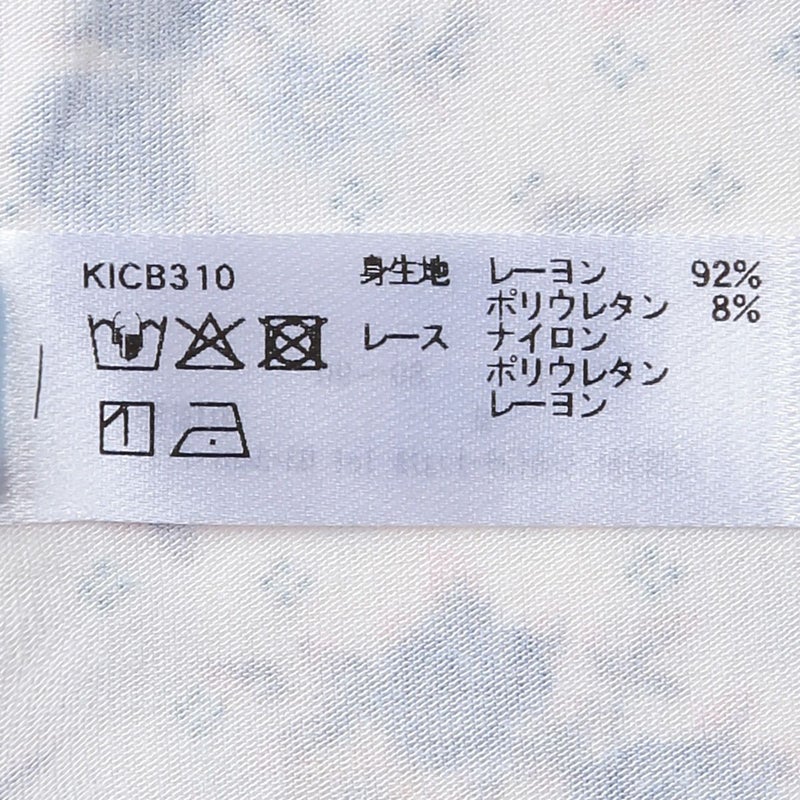 KICB310 身生地 レーヨン 92%
ポリウレタン 8%
レース ナイロン
ポリウレタン
レーヨン